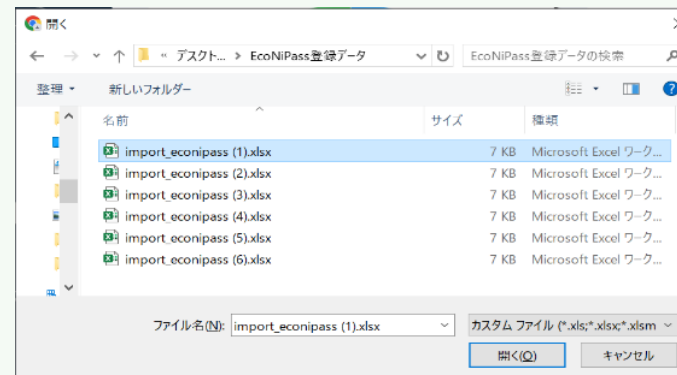 開く
« デスクト... > EcoNiPass登録データ
EcoNiPass登録データの検索
整理 新しいフォルダー
名前 サイズ 種類
import_econipass (1).xlsx 7 KB Microsoft Excel ワーク...
import_econipass (2).xlsx 7 KB Microsoft Excel ワーク...
import_econipass (3).xlsx 7 KB Microsoft Excel ワーク...
import_econipass (4).xlsx 7 KB Microsoft Excel ワーク...
import_econipass (5).xlsx 7 KB Microsoft Excel ワーク...
import_econipass (6).xlsx 7 KB Microsoft Excel ワーク...
ファイル名(N): import_econipass (1).xlsx カスタム ファイル (*.xls;*.xlsx;*.xlsm
開く(O) キャンセル